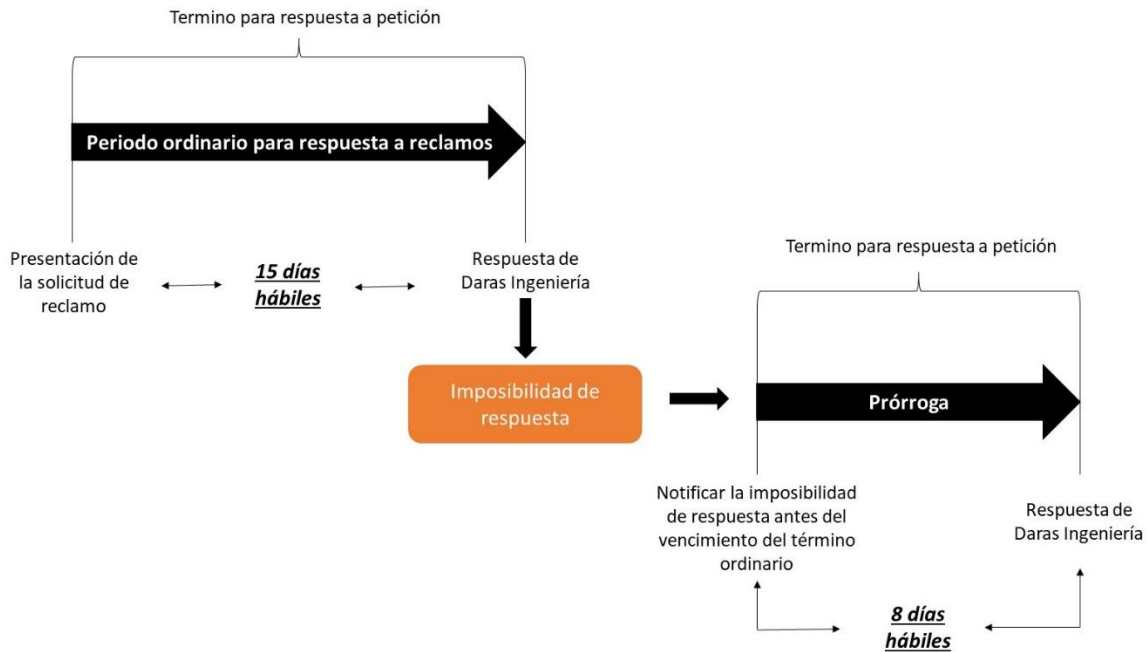 Termino para respuesta a petición
Periodo ordinario para respuesta a reclamos
Presentación de
la solicitud de
reclamo
15 días
hábiles
Respuesta de
Daras Ingeniería
Imposibilidad de
respuesta
Termino para respuesta a petición
Prórroga
Notificar la imposibilidad
de respuesta antes del
vencimiento del término
ordinario
Respuesta de
Daras Ingeniería
8 días
hábiles